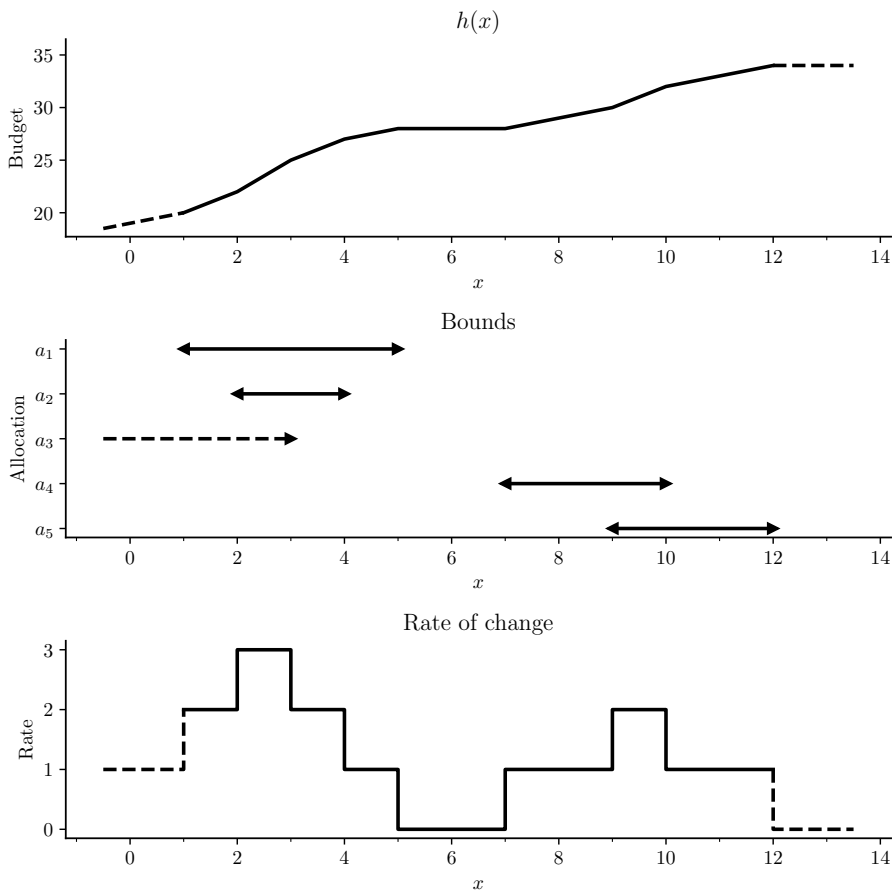 h(x)
35
30
25
20
Budget
0 2 4 6 8 10 12 14
x
Bounds
a₁
a₂
a₃
a₄
a₅
Allocation
0 2 4 6 8 10 12 14
x
Rate of change
3
2
1
0
Rate
0 2 4 6 8 10 12 14
x